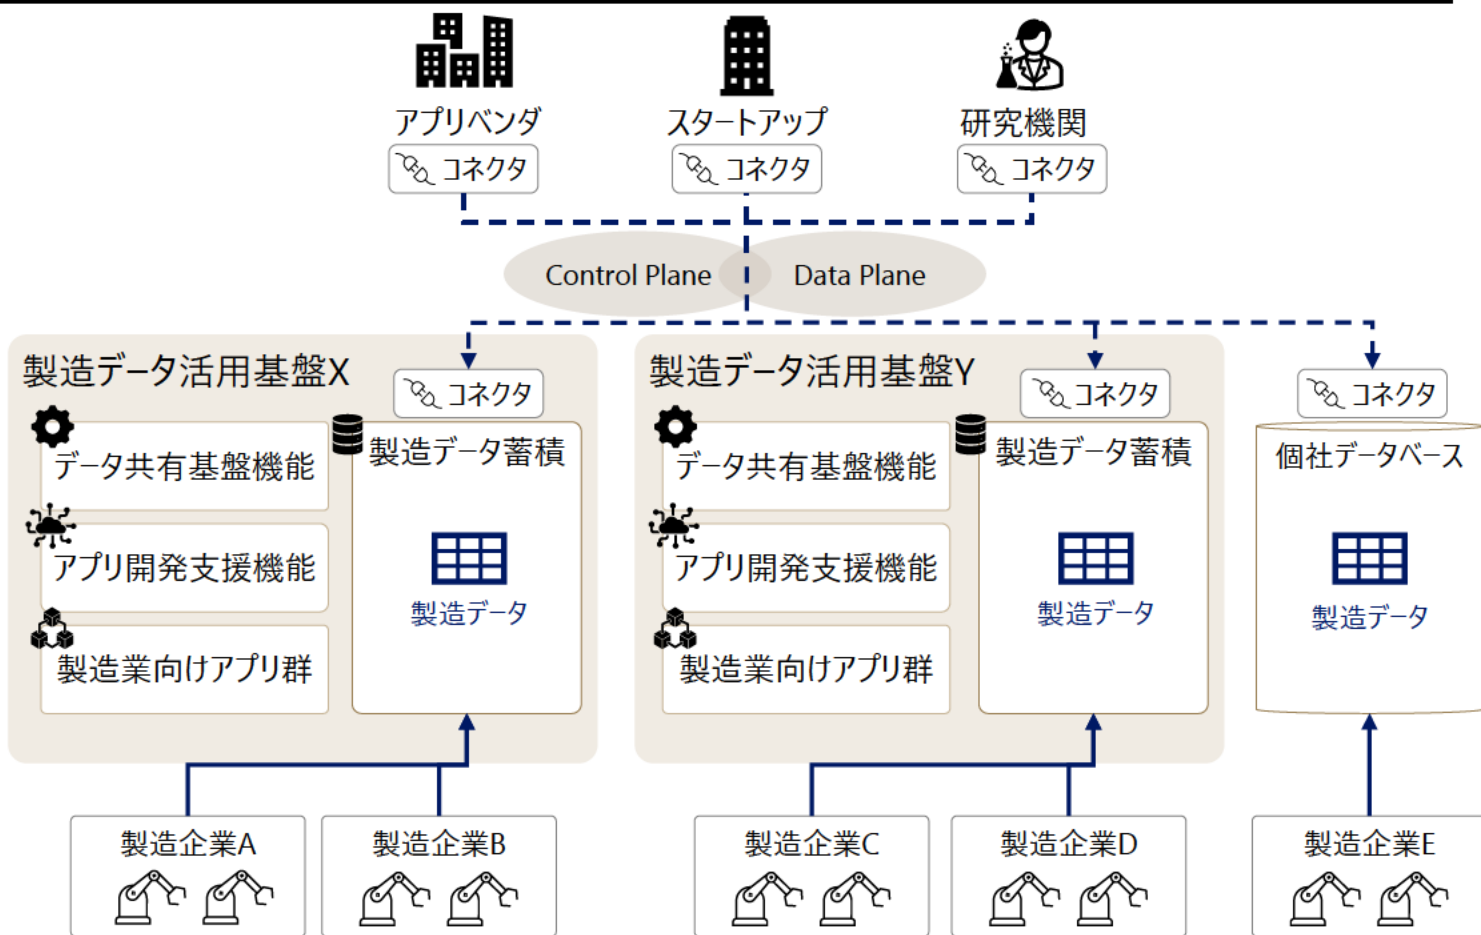 アプリベンダ
スタートアップ
研究機関
コネクタ
コネクタ
コネクタ
Control Plane
Data Plane
製造データ活用基盤X
コネクタ
データ共有基盤機能
アプリ開発支援機能
製造業向けアプリ群
製造データ蓄積
製造データ
製造データ活用基盤Y
コネクタ
データ共有基盤機能
アプリ開発支援機能
製造業向けアプリ群
製造データ蓄積
製造データ
コネクタ
個社データベース
製造データ
製造企業A
製造企業B
製造企業C
製造企業D
製造企業E